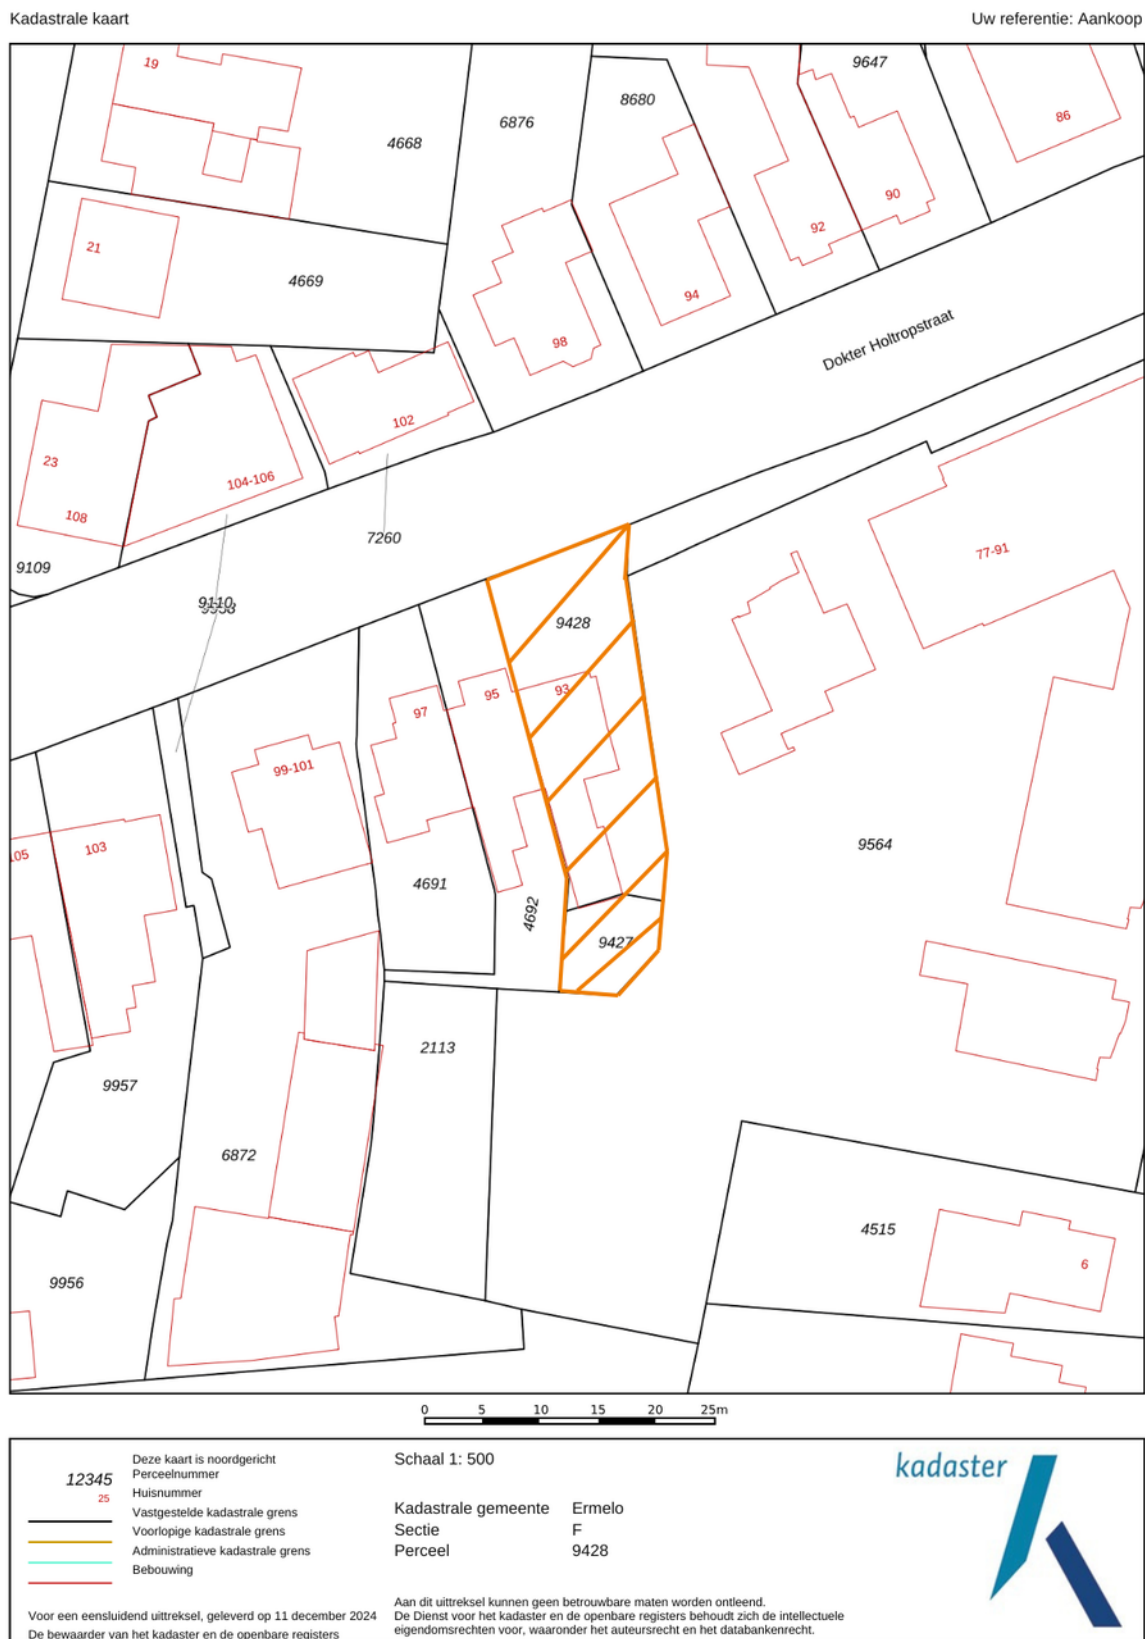 Kadastrale kaart
Uw referentie: Aankoop
19
9647
8680
6876
86
4668
90
92
21
4669
94
98
Dokter Holtropstraat
102
23
104-106
108
7260
77-91
9109
9110
9428
93
95
97
99-101
105
103
9564
4691
4692
9427
2113
9957
6872
4515
9956
6
0 5 10 15 20 25m
Deze kaart is noordgericht
12345 Perceelnummer
25 Huisnummer
Vastgestelde kadastrale grens
Voorlopige kadastrale grens
Administratieve kadastrale grens
Bebouwing
Voor een eensluidend uittreksel, geleverd op 11 december 2024
De bewaarder van het kadaster en de openbare registers
Schaal 1: 500
Kadastrale gemeente Ermelo
Sectie F
Perceel 9428
Aan dit uittreksel kunnen geen betrouwbare maten worden ontleend.
De Dienst voor het kadaster en de openbare registers behoudt zich de intellectuele
eigendomsrechten voor, waaronder het auteursrecht en het databankenrecht.
kadaster